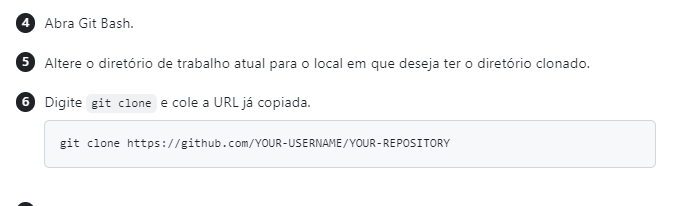 4 Abra Git Bash.
5 Altere o diretório de trabalho atual para o local em que deseja ter o diretório clonado.
6 Digite git clone e cole a URL já copiada.
git clone https://github.com/YOUR-USERNAME/YOUR-REPOSITORY